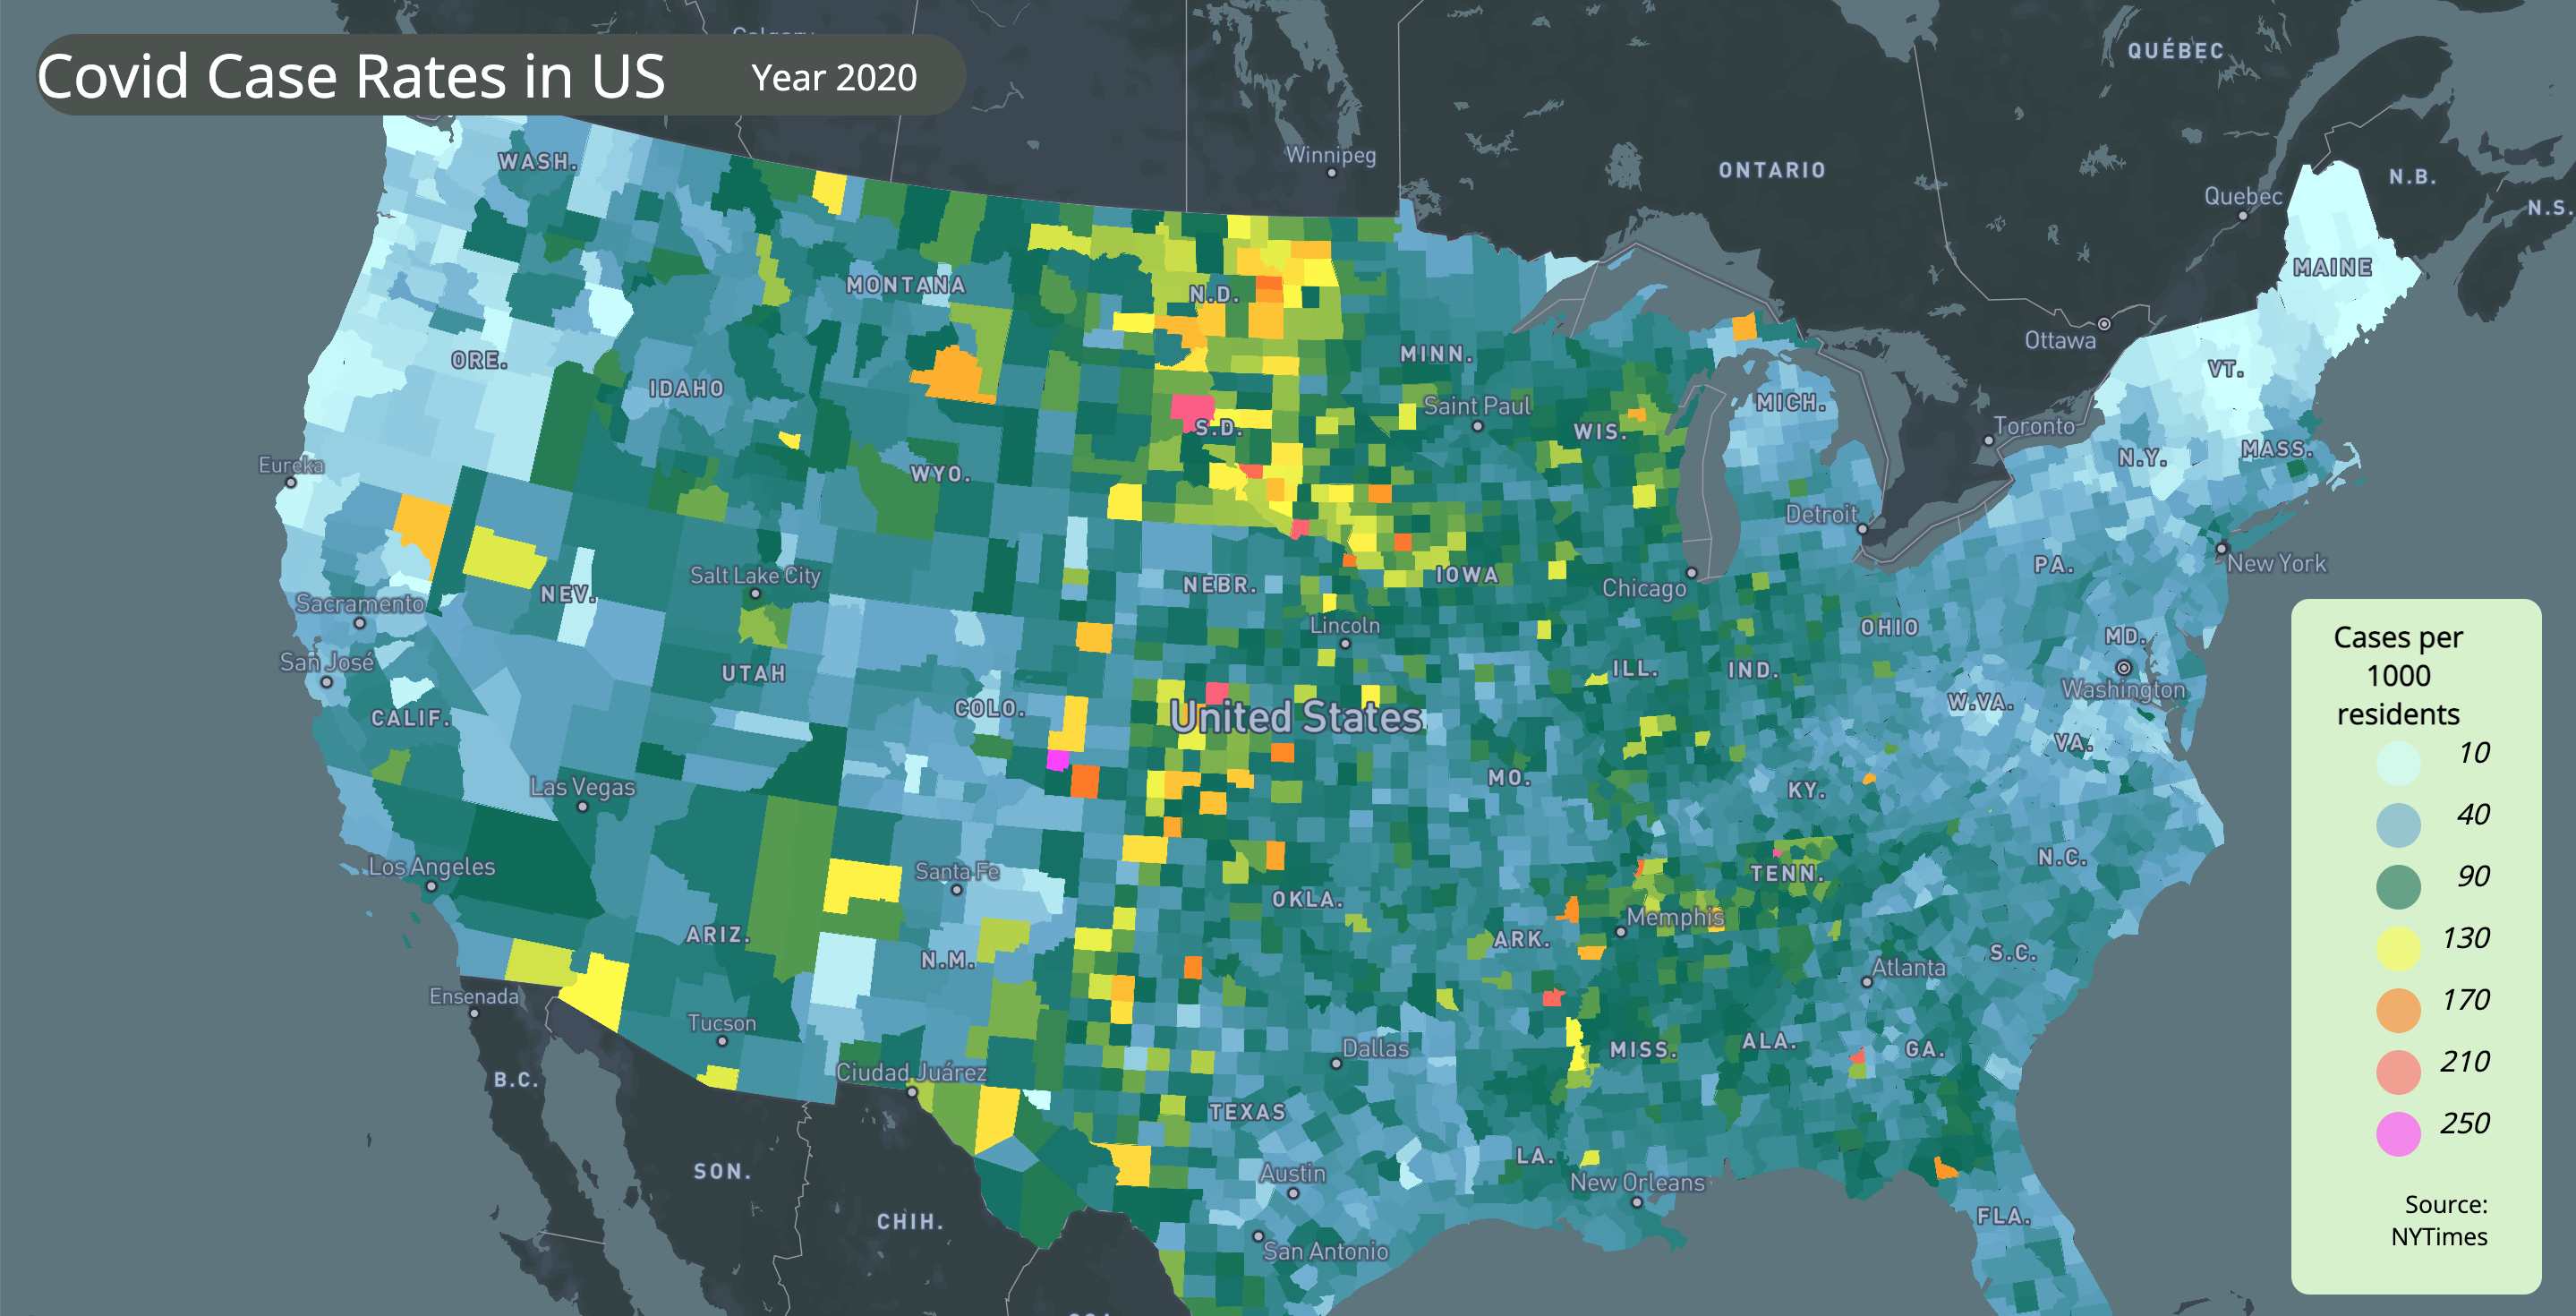 Calgary
Covid Case Rates in US
Year 2020
QUÉBEC
WASH.
Winnipeg
ONTARIO
N.B.
Quebec
N.S.
MAINE
MONTANA
N.D.
Ottawa
ORE.
MINN.
VT.
IDAHO
MICH.
Saint Paul
S.D.
WIS.
Toronto
MASS.
N.Y.
Eureka
WYO.
Detroit
PA.
New York
Salt Lake City
NEBR.
IOWA
Chicago
NEV.
Sacramento
Lincoln
OHIO
MD.
San José
UTAH
ILL.
IND.
Washington
COLO.
United States
W.VA.
CALIF.
VA.
Las Vegas
MO.
KY.
Los Angeles
Santa Fe
TENN.
N.C.
OKLA.
Memphis
ARIZ.
ARK.
N.M.
Atlanta
S.C.
Ensenada
Tucson
Dallas
MISS.
ALA.
GA.
B.C.
Ciudad Juárez
TEXAS
SON.
Austin
LA.
New Orleans
CHIH.
San Antonio
FLA.
Cases per
1000
residents
10
40
90
130
170
210
250
Source:
NYTimes